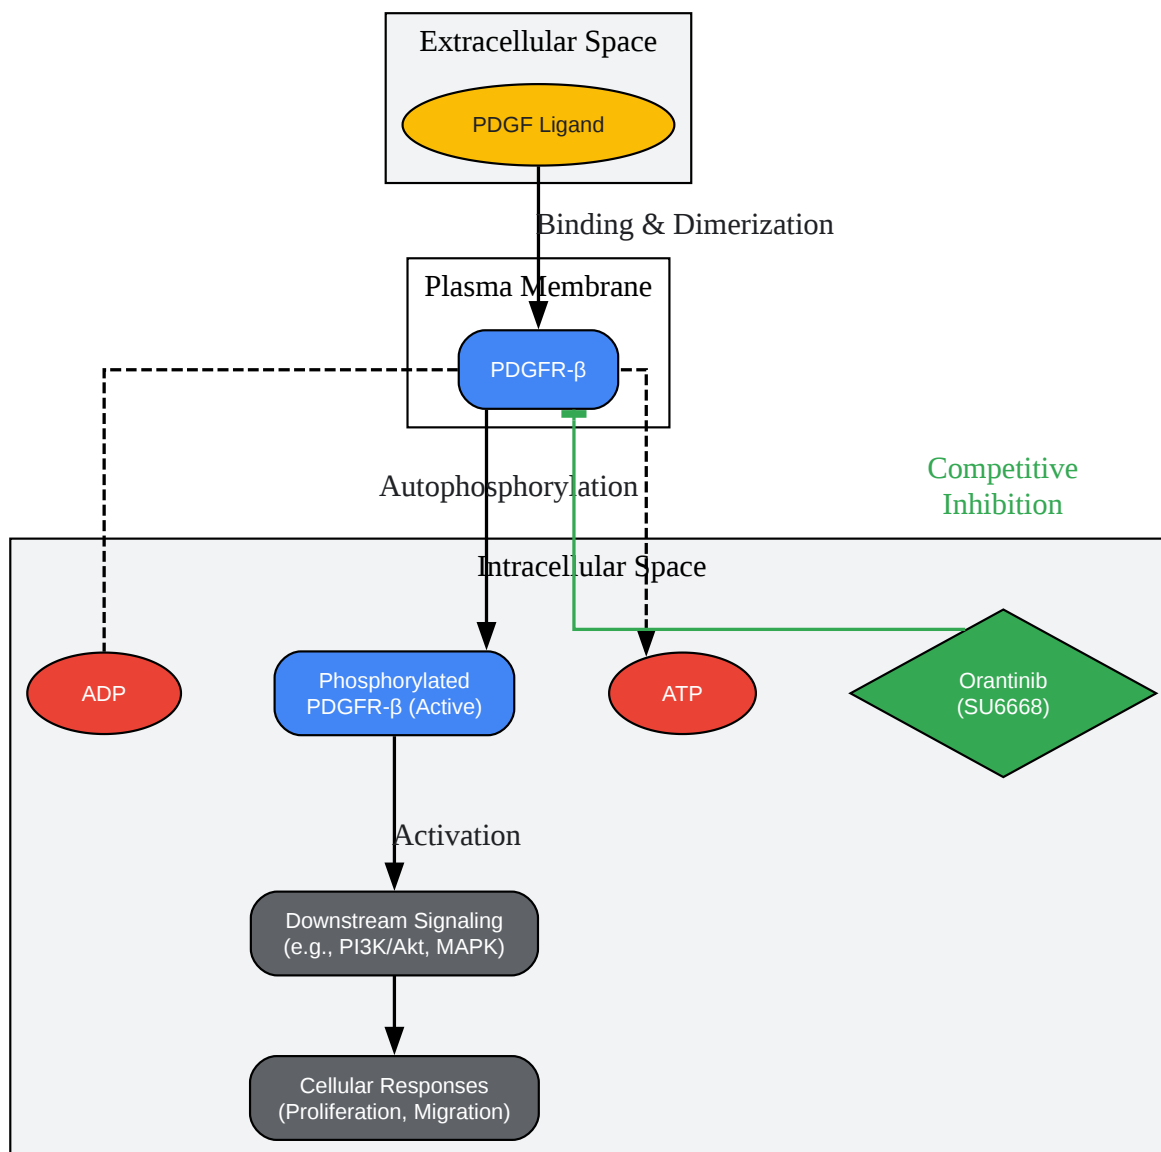 Extracellular Space
PDGF Ligand
Binding & Dimerization
Plasma Membrane
PDGFR-β
Autophosphorylation
Competitive
Inhibition
Intracellular Space
ADP
Phosphorylated
PDGFR-β (Active)
ATP
Orantinib
(SU6668)
Activation
Downstream Signaling
(e.g., PI3K/Akt, MAPK)
Cellular Responses
(Proliferation, Migration)